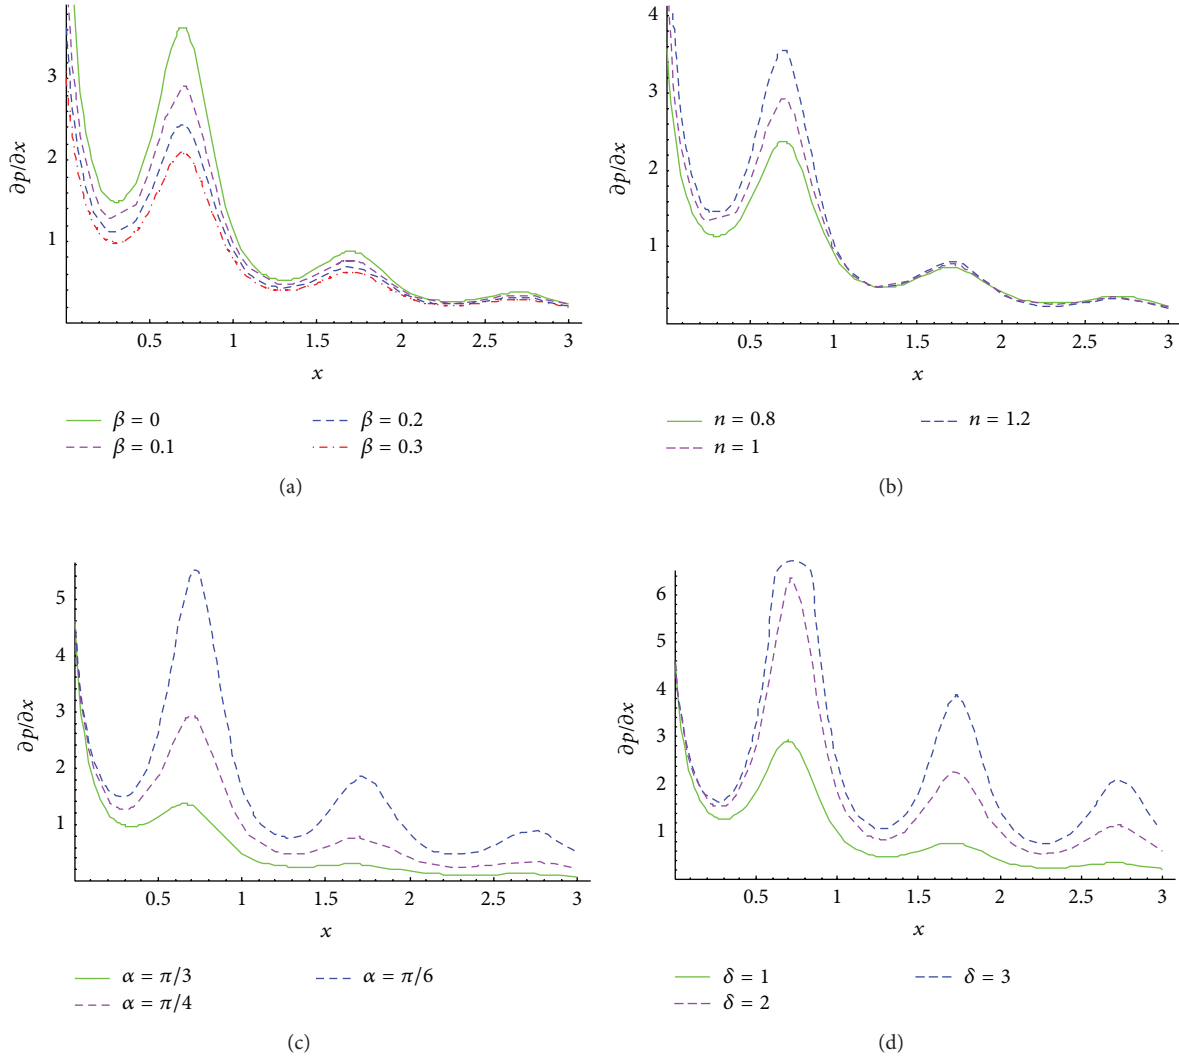 ∂p/∂x
3
2
1
0.5 1 1.5 2 2.5 3
x
β = 0
β = 0.2
β = 0.1
β = 0.3
(a)
∂p/∂x
4
3
2
1
0.5 1 1.5 2 2.5 3
x
n = 0.8
n = 1.2
n = 1
(b)
∂p/∂x
5
4
3
2
1
0.5 1 1.5 2 2.5 3
x
α = π/3
α = π/6
α = π/4
(c)
∂p/∂x
6
5
4
3
2
1
0.5 1 1.5 2 2.5 3
x
δ = 1
δ = 3
δ = 2
(d)